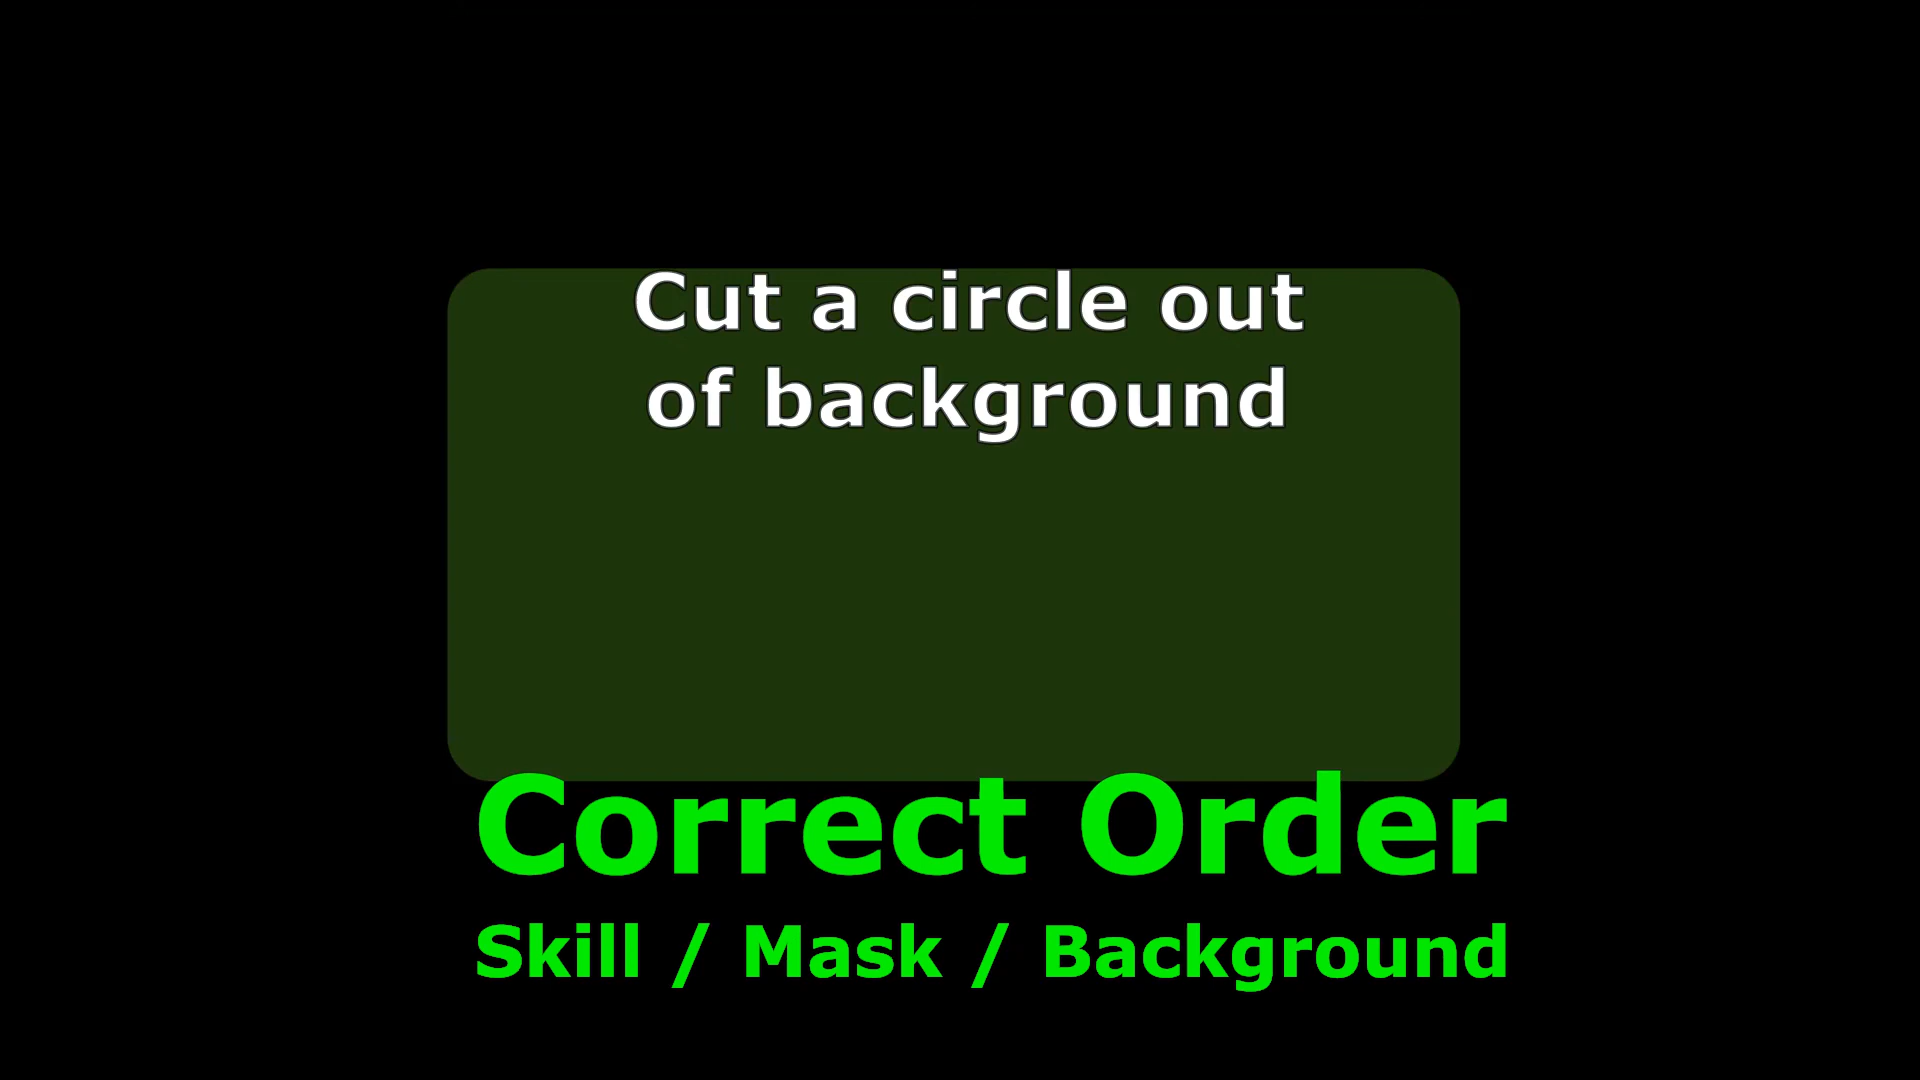 Cut a circle out
of background
Correct Order
Skill / Mask / Background